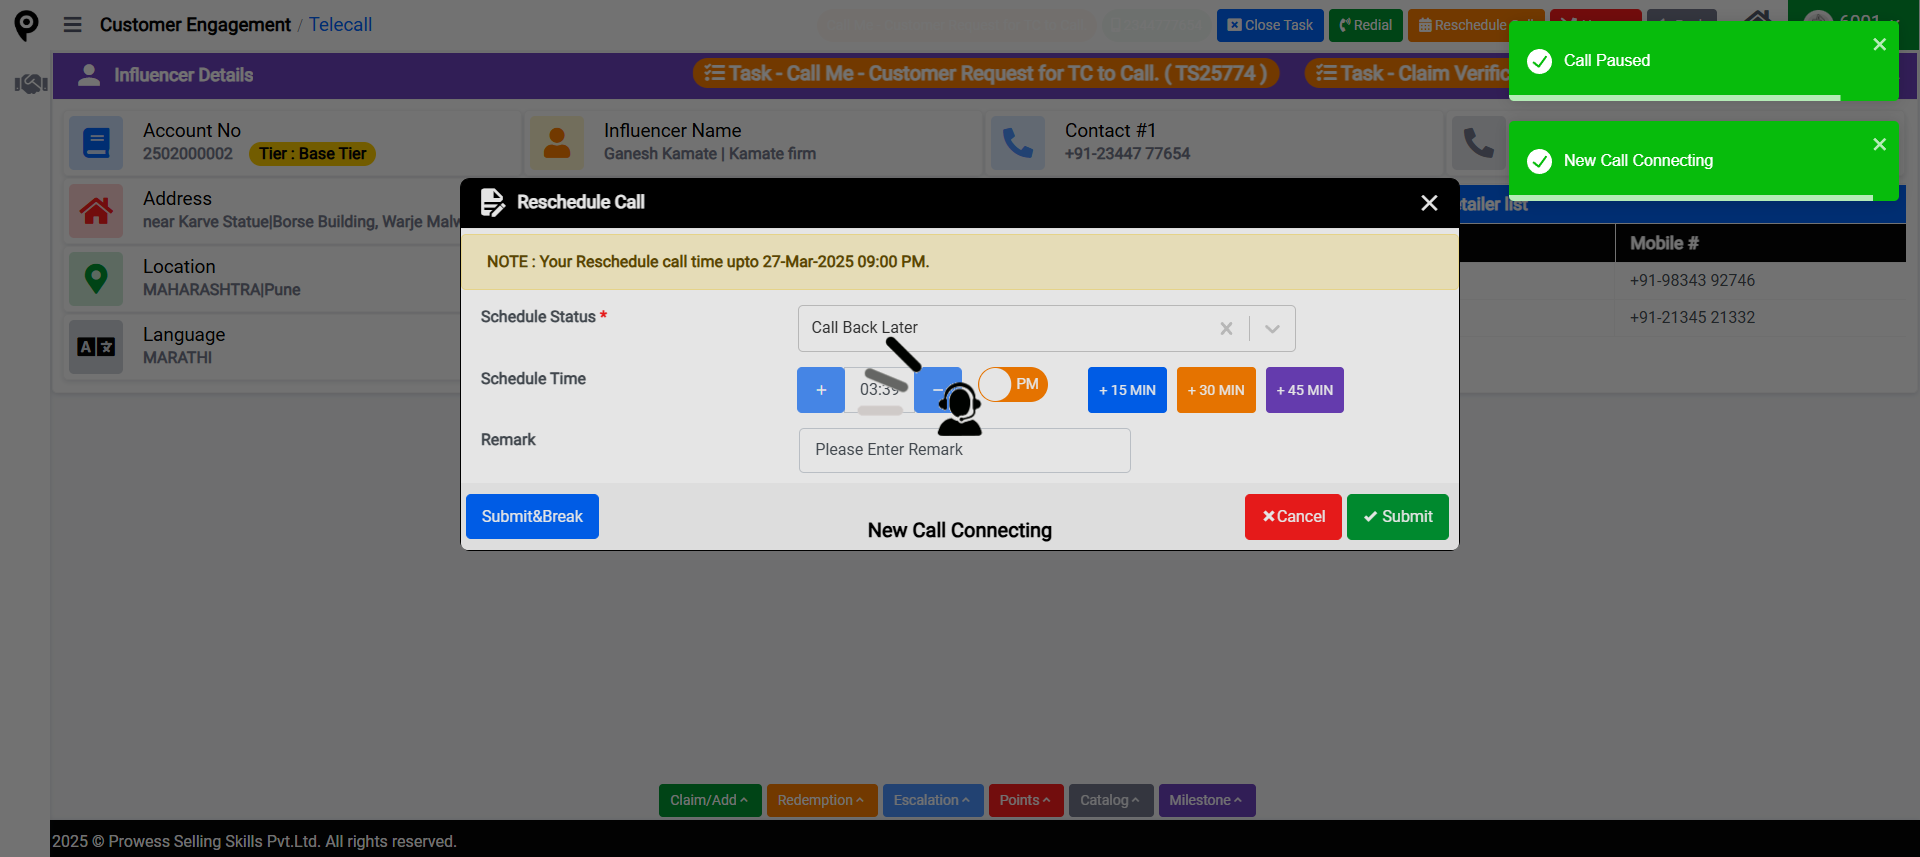 Customer Engagement / Telecall
Close Task
Redial
Reschedule
6001
Influencer Details
Task - Call Me - Customer Request for TC to Call. ( TS25774 )
Task - Claim Verific
Call Paused
New Call Connecting
Account No
2502000002
Tier : Base Tier
Influencer Name
Ganesh Kamate | Kamate firm
Contact #1
+91-23447 77654
Address
near Karve Statue|Borse Building, Warje Malw
Location
MAHARASHTRA|Pune
Language
MARATHI
etailer list
Mobile #
+91-98343 92746
+91-21345 21332
Reschedule Call
NOTE : Your Reschedule call time upto 27-Mar-2025 09:00 PM.
Schedule Status *
Call Back Later
Schedule Time
+
03:39
−
PM
+ 15 MIN
+ 30 MIN
+ 45 MIN
Remark
Please Enter Remark
Submit&Break
New Call Connecting
Cancel
Submit
Claim/Add
Redemption
Escalation
Points
Catalog
Milestone
2025 © Prowess Selling Skills Pvt.Ltd. All rights reserved.